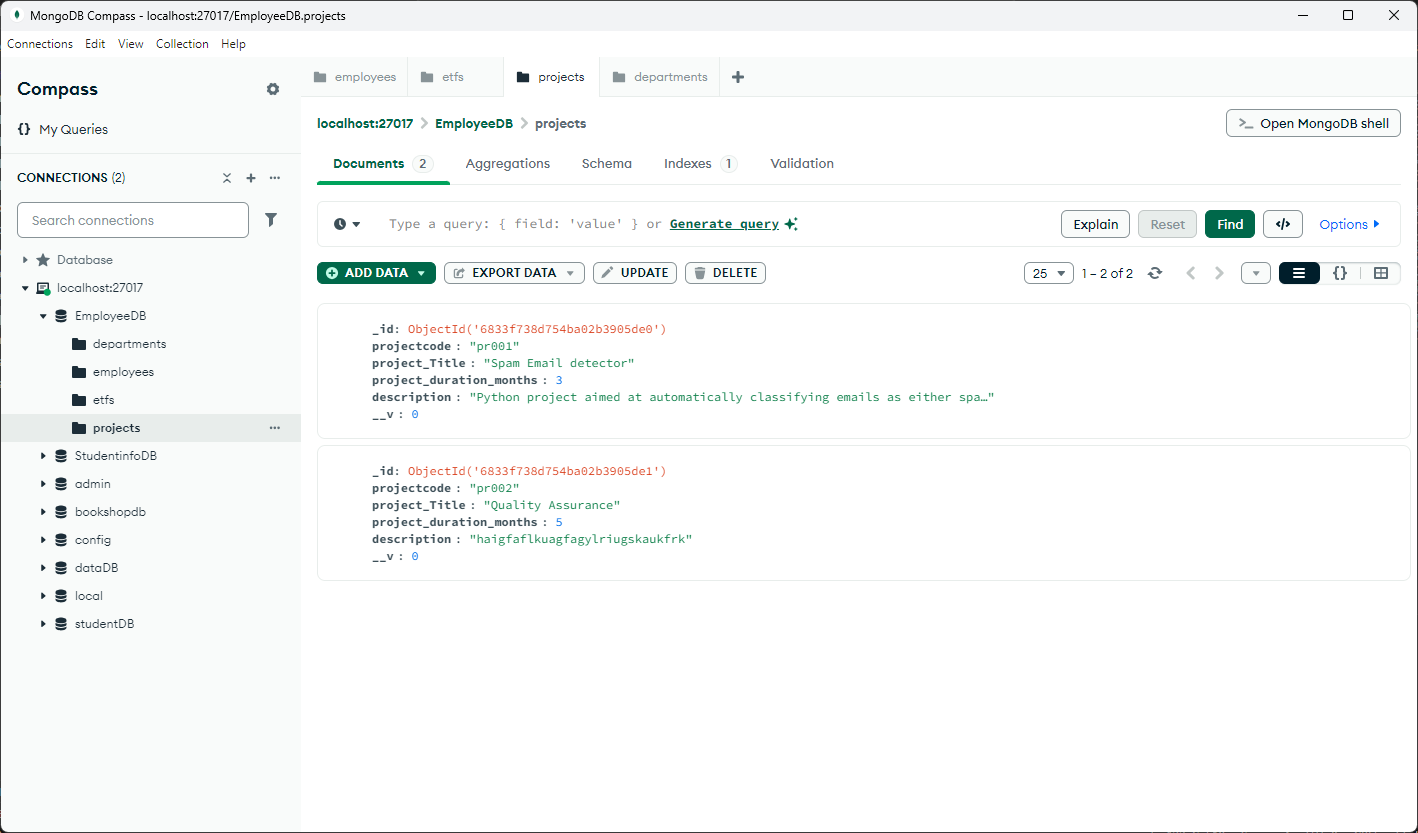 MongoDB Compass - localhost:27017/EmployeeDB.projects
Connections Edit View Collection Help
Compass
{} My Queries
CONNECTIONS (2)
Search connections
Database
localhost:27017
EmployeeDB
departments
employees
etfs
projects
StudentinfoDB
admin
bookshopdb
config
dataDB
local
studentDB
employees etfs projects departments
localhost:27017 EmployeeDB projects
>_ Open MongoDB shell
Documents 2 Aggregations Schema Indexes 1 Validation
Type a query: { field: 'value' } or Generate query
Explain Reset Find </> Options
ADD DATA EXPORT DATA UPDATE DELETE
25 1 – 2 of 2 {}
_id: ObjectId('6833f738d754ba02b3905de0')
projectcode : "pr001"
project_Title : "Spam Email detector"
project_duration_months : 3
description : "Python project aimed at automatically classifying emails as either spa…"
__v : 0
_id: ObjectId('6833f738d754ba02b3905de1')
projectcode : "pr002"
project_Title : "Quality Assurance"
project_duration_months : 5
description : "haigfaflkuagfagylriugskaukfrk"
__v : 0